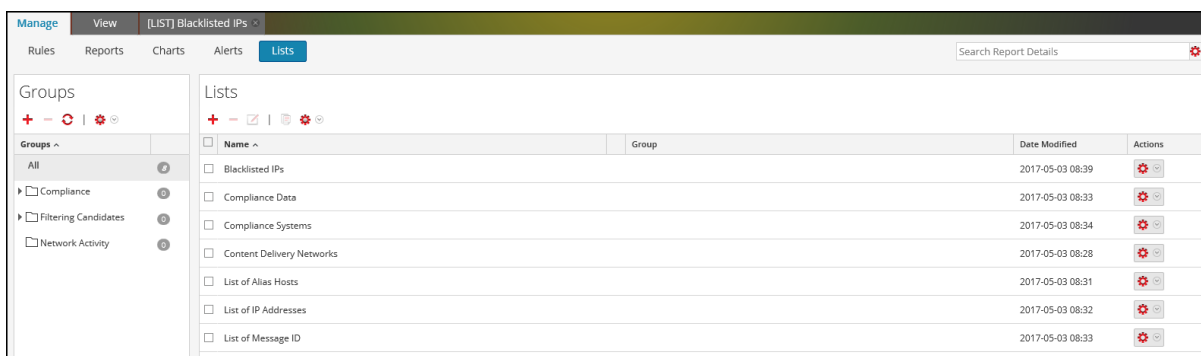 Manage View [LIST] Blacklisted IPs
Rules Reports Charts Alerts Lists Search Report Details
Groups
Groups
All 8
Compliance 0
Filtering Candidates 0
Network Activity 0
Lists
Name Group Date Modified Actions
Blacklisted IPs 2017-05-03 08:39
Compliance Data 2017-05-03 08:33
Compliance Systems 2017-05-03 08:34
Content Delivery Networks 2017-05-03 08:28
List of Alias Hosts 2017-05-03 08:31
List of IP Addresses 2017-05-03 08:32
List of Message ID 2017-05-03 08:33